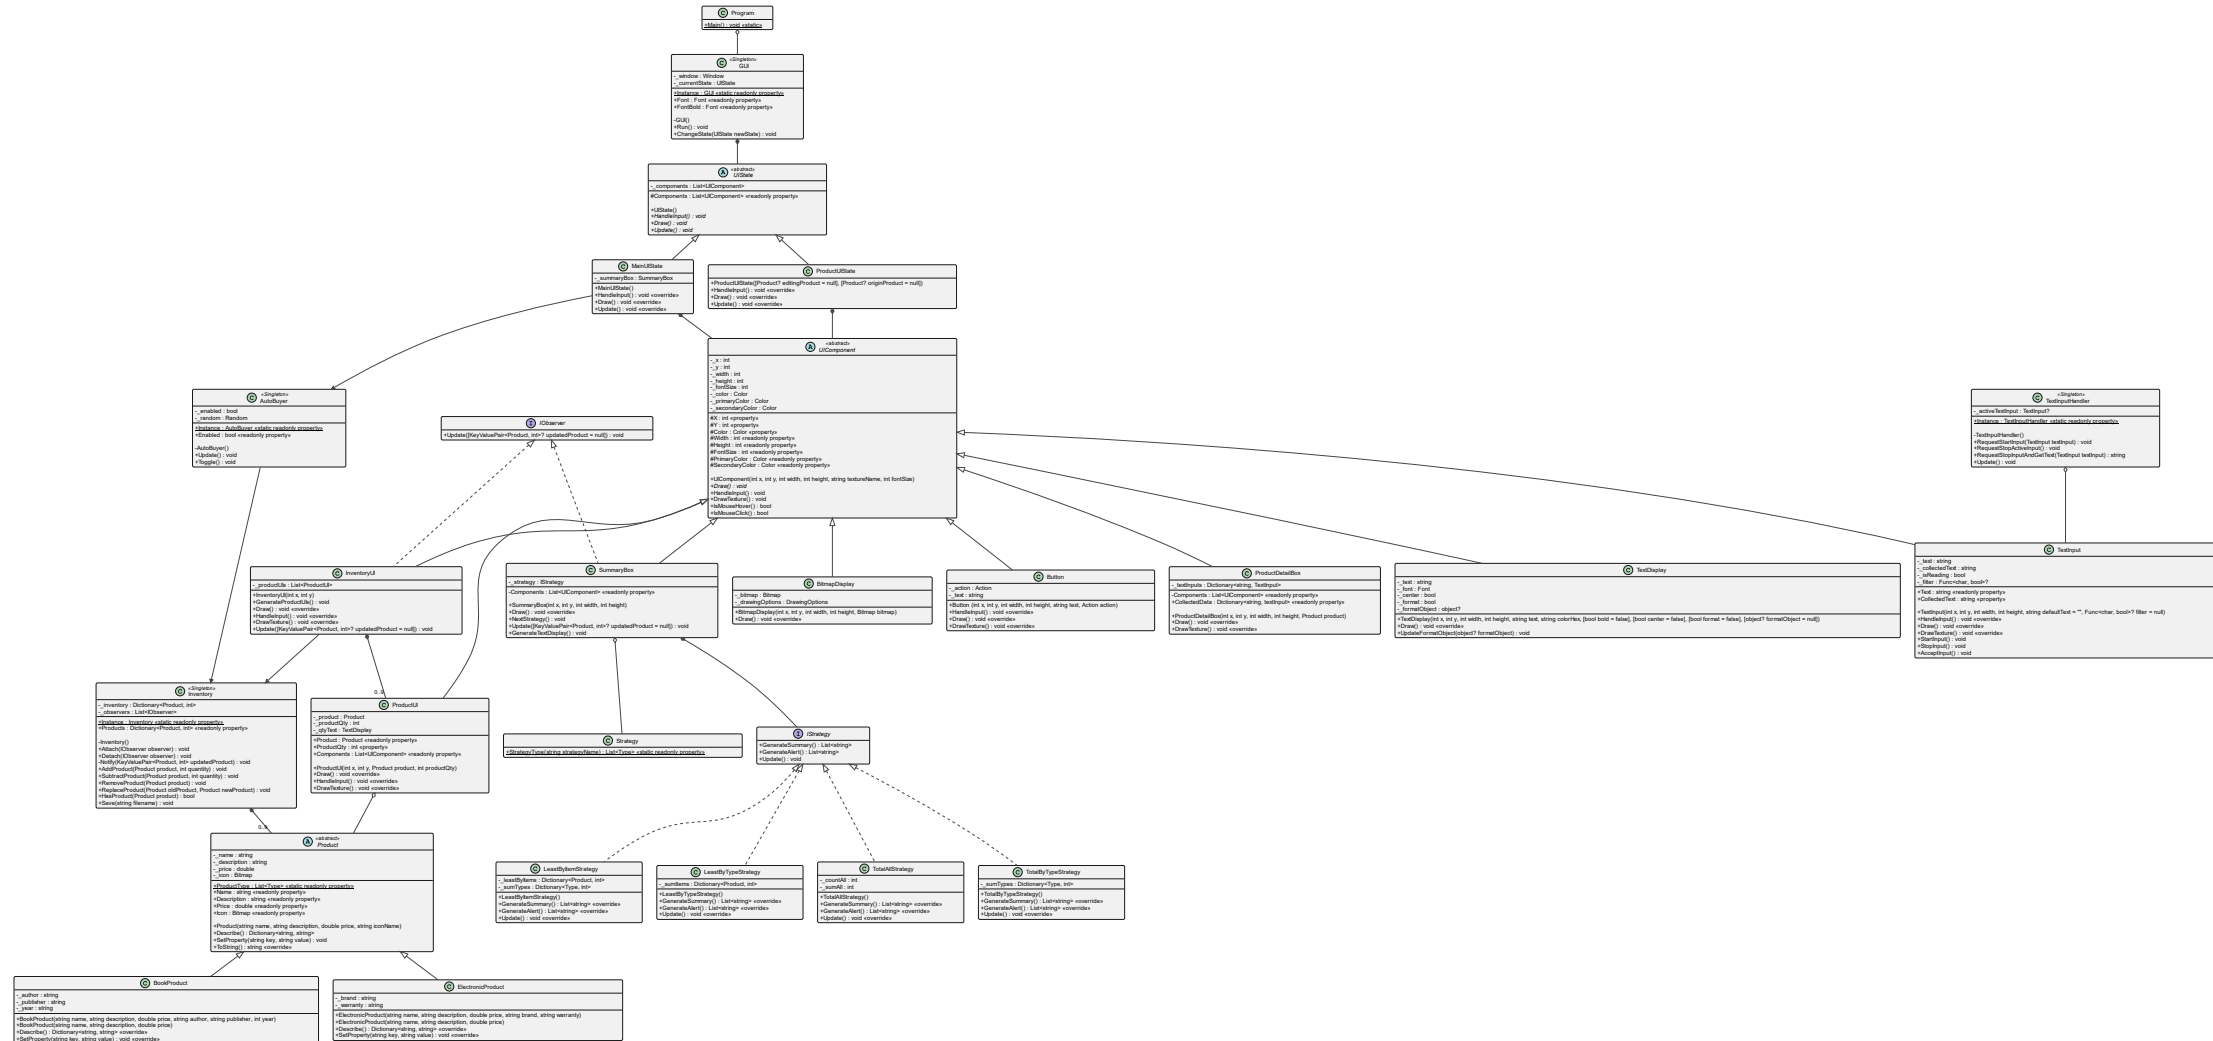 Program
+Main() : void «static»
«Singleton»
GUI
-_window : Window
-_currentState : UIState
+Instance : GUI «static readonly property»
+Font : Font «readonly property»
+FontBold : Font «readonly property»
-GUI()
+Run() : void
+ChangeState(UIState newState) : void
«abstract»
UIState
-_components : List<UIComponent>
#Components : List<UIComponent> «readonly property»
+UIState()
+HandleInput() : void
+Draw() : void
+Update() : void
MainUIState
-_summaryBox : SummaryBox
+MainUIState()
+HandleInput() : void «override»
+Draw() : void «override»
+Update() : void «override»
ProductUIState
+ProductUIState([Product? editingProduct = null], [Product? originProduct = null])
+HandleInput() : void «override»
+Draw() : void «override»
+Update() : void «override»
«abstract»
UIComponent
-_x : int
-_y : int
-_width : int
-_height : int
-_fontSize : int
-_color : Color
-_primaryColor : Color
-_secondaryColor : Color
#X : int «property»
#Y : int «property»
#Color : Color «property»
#Width : int «readonly property»
#Height : int «readonly property»
#FontSize : int «readonly property»
#PrimaryColor : Color «readonly property»
#SecondaryColor : Color «readonly property»
+UIComponent(int x, int y, int width, int height, string textureName, int fontSize)
+Draw() : void
+HandleInput() : void
+DrawTexture() : void
+IsMouseHover() : bool
+IsMouseClick() : bool
«Singleton»
AutoBuyer
-_enabled : bool
-_random : Random
+Instance : AutoBuyer «static readonly property»
+Enabled : bool «readonly property»
-AutoBuyer()
+Update() : void
+Toggle() : void
IObserver
+Update([KeyValuePair<Product, int>? updatedProduct = null]) : void
«Singleton»
TextInputHandler
-_activeTextInput : TextInput?
+Instance : TextInputHandler «static readonly property»
-TextInputHandler()
+RequestStartInput(TextInput textInput) : void
+RequestStopActiveInput() : void
+RequestStopInputAndGetText(TextInput textInput) : string
+Update() : void
InventoryUI
-_productUIs : List<ProductUI>
+InventoryUI(int x, int y)
+GenerateProductUIs() : void
+Draw() : void «override»
+HandleInput() : void «override»
+DrawTexture() : void «override»
+Update([KeyValuePair<Product, int>? updatedProduct = null]) : void
SummaryBox
-_strategy : IStrategy
-Components : List<UIComponent> «readonly property»
+SummaryBox(int x, int y, int width, int height)
+Draw() : void «override»
+NextStrategy() : void
+Update([KeyValuePair<Product, int>? updatedProduct = null]) : void
+GenerateTextDisplay() : void
BitmapDisplay
-_bitmap : Bitmap
-_drawingOptions : DrawingOptions
+BitmapDisplay(int x, int y, int width, int height, Bitmap bitmap)
+Draw() : void «override»
Button
-_action : Action
-_text : string
+Button (int x, int y, int width, int height, string text, Action action)
+HandleInput() : void «override»
+Draw() : void «override»
+DrawTexture() : void «override»
ProductDetailBox
-_textInputs : Dictionary<string, TextInput>
-Components : List<UIComponent> «readonly property»
+CollectedData : Dictionary<string, textInput> «readonly property»
+ProductDetailBox(int x, int y, int width, int height, Product product)
+Draw() : void «override»
+DrawTexture() : void «override»
TextDisplay
-_text : string
-_font : Font
-_center : bool
-_format : bool
-_formatObject : object?
+TextDisplay(int x, int y, int width, int height, string text, string colorHex, [bool bold = false], [bool center = false], [bool format = false], [object? formatObject = null])
+Draw() : void «override»
+UpdateFormatObject(object? formatObject) : void
TextInput
-_text : string
-_collectedText : string
-_isReading : bool
-_filter : Func<char, bool>?
+Text : string «readonly property»
+CollectedText : string «property»
+TextInput(int x, int y, int width, int height, string defaultText = "", Func<char, bool>? filter = null)
+HandleInput() : void «override»
+Draw() : void «override»
+DrawTexture() : void «override»
+StartInput() : void
+StopInput() : void
+AcceptInput() : void
«Singleton»
Inventory
-_inventory : Dictionary<Product, int>
-_observers : List<IObserver>
+Instance : Inventory «static readonly property»
+Products : Dictionary<Product, int> «readonly property»
-Inventory()
+Attach(IObserver observer) : void
+Detach(IObserver observer) : void
-Notify(KeyValuePair<Product, int> updatedProduct) : void
+AddProduct(Product product, int quantity) : void
+SubtractProduct(Product product, int quantity) : void
+RemoveProduct(Product product) : void
+ReplaceProduct(Product oldProduct, Product newProduct) : void
+HasProduct(Product product) : bool
+Save(string filename) : void
0..9
ProductUI
-_product : Product
-_productQty : int
-_qtyText : TextDisplay
+Product : Product «readonly property»
+ProductQty : int «property»
+Components : List<UIComponent> «readonly property»
+ProductUI(int x, int y, Product product, int productQty)
+Draw() : void «override»
+HandleInput() : void «override»
+DrawTexture() : void «override»
Strategy
+StrategyType(string strategyName) : List<Type> «static readonly property»
IStrategy
+GenerateSummary() : List<string>
+GenerateAlert() : List<string>
+Update() : void
0..9
«abstract»
Product
-_name : string
-_description : string
-_price : double
-_icon : Bitmap
+ProductType : List<Type> «static readonly property»
+Name : string «readonly property»
+Description : string «readonly property»
+Price : double «readonly property»
+Icon : Bitmap «readonly property»
+Product(string name, string description, double price, string iconName)
+Describe() : Dictionary<string, string>
+SetProperty(string key, string value) : void
+ToString() : string «override»
LeastByItemStrategy
-_leastByItems : Dictionary<Product, int>
-_sumTypes : Dictionary<Type, int>
+LeastByItemStrategy()
+GenerateSummary() : List<string> «override»
+GenerateAlert() : List<string> «override»
+Update() : void «override»
LeastByTypeStrategy
-_sumItems : Dictionary<Product, int>
+LeastByTypeStrategy()
+GenerateSummary() : List<string> «override»
+GenerateAlert() : List<string> «override»
+Update() : void «override»
TotalAllStrategy
-_countAll : int
-_sumAll : int
+TotalAllStrategy()
+GenerateSummary() : List<string> «override»
+GenerateAlert() : List<string> «override»
+Update() : void «override»
TotalByTypeStrategy
-_sumTypes : Dictionary<Type, int>
+TotalByTypeStrategy()
+GenerateSummary() : List<string> «override»
+GenerateAlert() : List<string> «override»
+Update() : void «override»
BookProduct
-_author : string
-_publisher : string
-_year : string
+BookProduct(string name, string description, double price, string author, string publisher, int year)
+BookProduct(string name, string description, double price)
+Describe() : Dictionary<string, string> «override»
+SetProperty(string key, string value) : void «override»
ElectronicProduct
-_brand : string
-_warranty : string
+ElectronicProduct(string name, string description, double price, string brand, string warranty)
+ElectronicProduct(string name, string description, double price)
+Describe() : Dictionary<string, string> «override»
+SetProperty(string key, string value) : void «override»